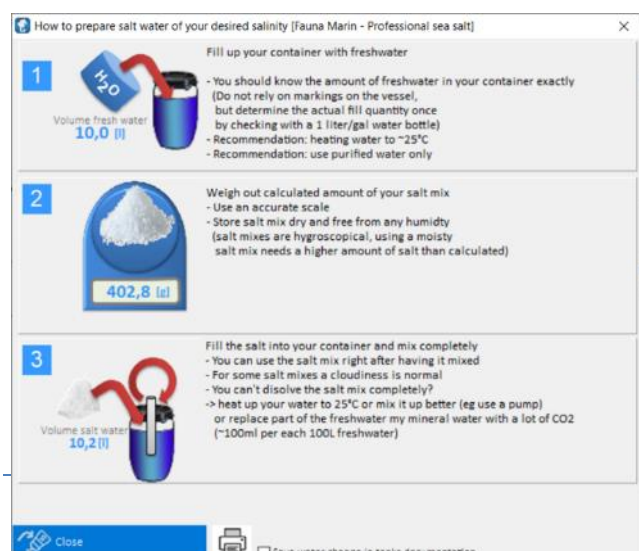 How to prepare salt water of your desired salinity [Fauna Marin - Professional sea salt]
1
H2O
Volume fresh water
10,0 [l]
Fill up your container with freshwater
- You should know the amount of freshwater in your container exactly
(Do not rely on markings on the vessel,
but determine the actual fill quantity once
by checking with a 1 liter/gal water bottle)
- Recommendation: heating water to ~25°C
- Recommendation: use purified water only
2
402,8 [g]
Weigh out calculated amount of your salt mix
- Use an accurate scale
- Store salt mix dry and free from any humidty
(salt mixes are hygroscopical, using a moisty
salt mix needs a higher amount of salt than calculated)
3
Volume salt water
10,2 [l]
Fill the salt into your container and mix completely
- You can use the salt mix right after having it mixed
- For some salt mixes a cloudiness is normal
- You can't disolve the salt mix completely?
-> heat up your water to 25°C or mix it up better (eg use a pump)
or replace part of the freshwater my mineral water with a lot of CO2
(~100ml per each 100L freshwater)
Close
water change in tanks documentation